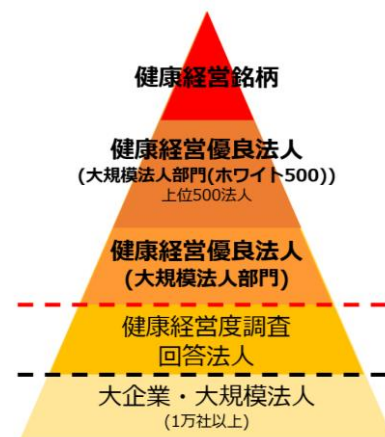 健康経営銘柄
健康経営優良法人
(大規模法人部門(ホワイト500))
上位500法人
健康経営優良法人
(大規模法人部門)
健康経営度調査
回答法人
大企業・大規模法人
(1万社以上)